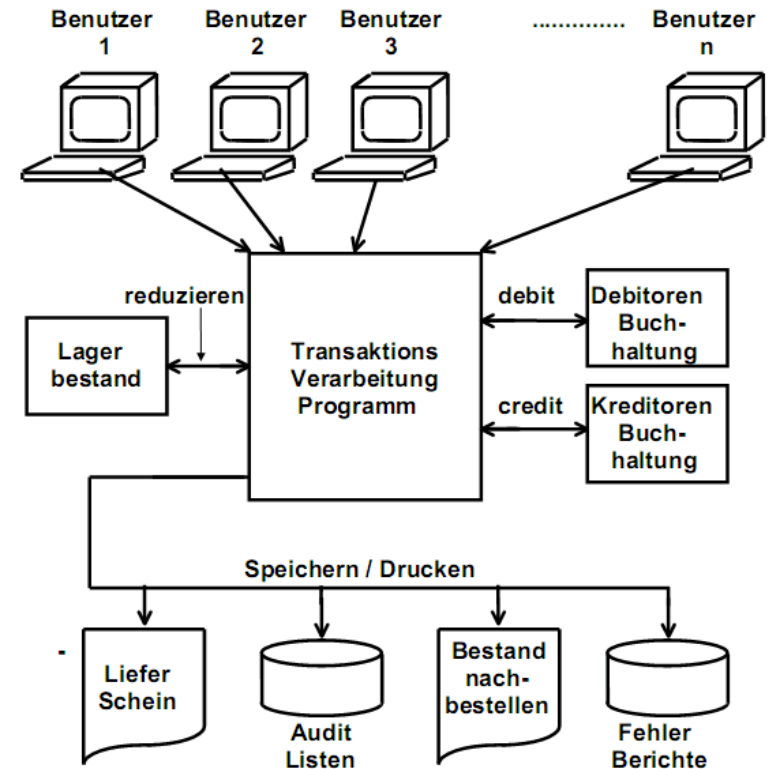 Benutzer
1
Benutzer
2
Benutzer
3
.............
Benutzer
n
reduzieren
debit
Debitoren
Buch-
haltung
Lager
bestand
Transaktions
Verarbeitung
Programm
credit
Kreditoren
Buch-
haltung
Speichern / Drucken
-
Liefer
Schein
Audit
Listen
Bestand
nach-
bestellen
Fehler
Berichte